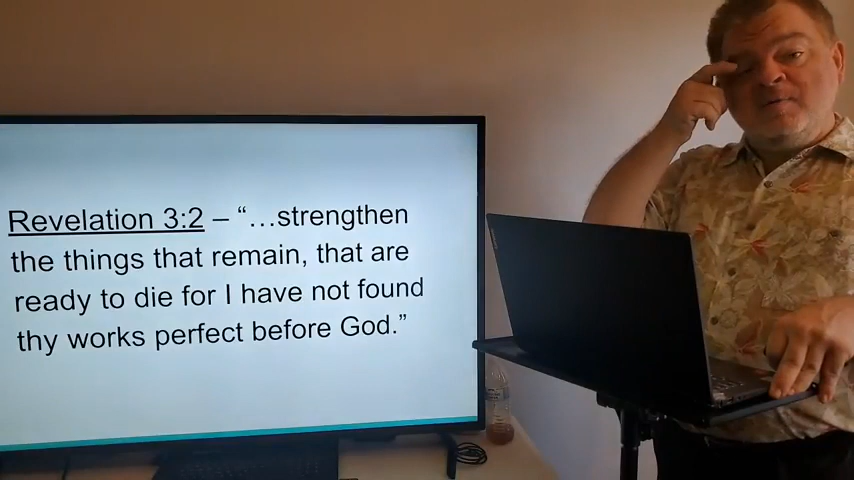 Revelation 3:2 – “…strengthen
the things that remain, that are
ready to die for I have not found
thy works perfect before God.”